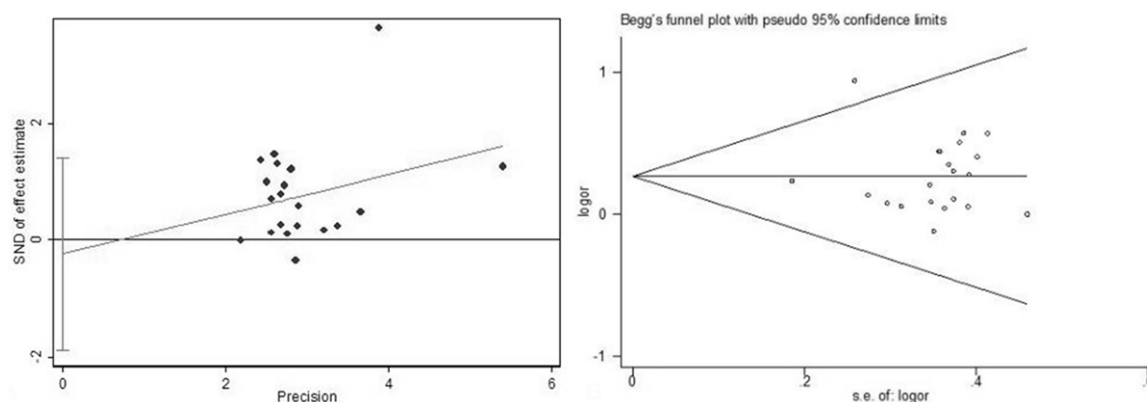 2
0
-2
SND of effect estimate
0
2
4
6
Precision
Begg's funnel plot with pseudo 95% confidence limits
1
0
-1
logor
0
.2
.4
s.e. of: logor